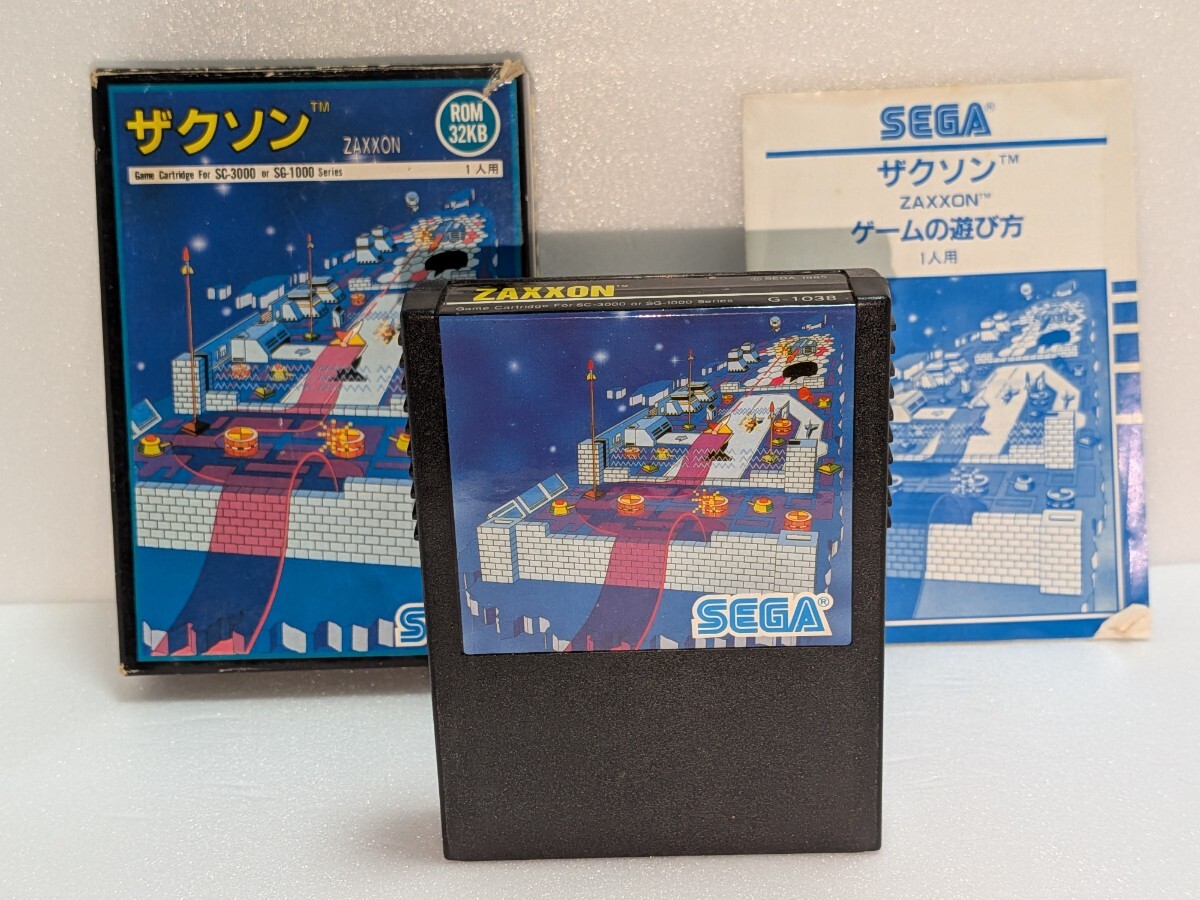 ザクソン™
ZAXXON
ROM
32KB
Game Cartridge For SC-3000 or SG-1000 Series
1人用
SEGA®
ザクソン™
ZAXXON™
ゲームの遊び方
1人用
ZAXXON™
© SEGA 1985
Game Cartridge For SC-3000 or SG-1000 Series
G-1038
SEGA®